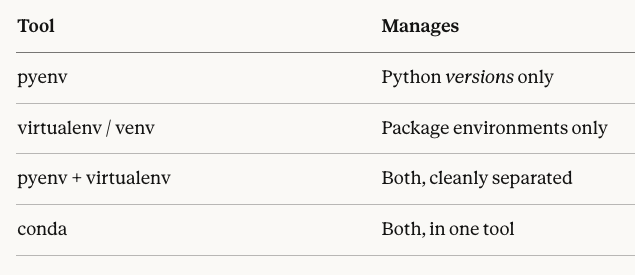 Tool Manages
pyenv Python versions only
virtualenv / venv Package environments only
pyenv + virtualenv Both, cleanly separated
conda Both, in one tool